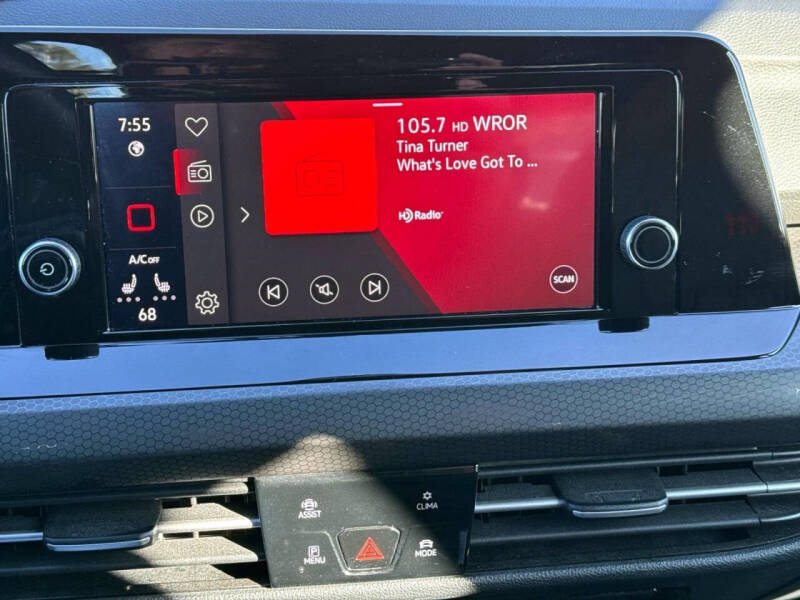 7:55
105.7 HD WROR
Tina Turner
What's Love Got To ...
HD Radio
A/C OFF
68
SCAN
ASSIST
CLIMA
P
MENU
MODE